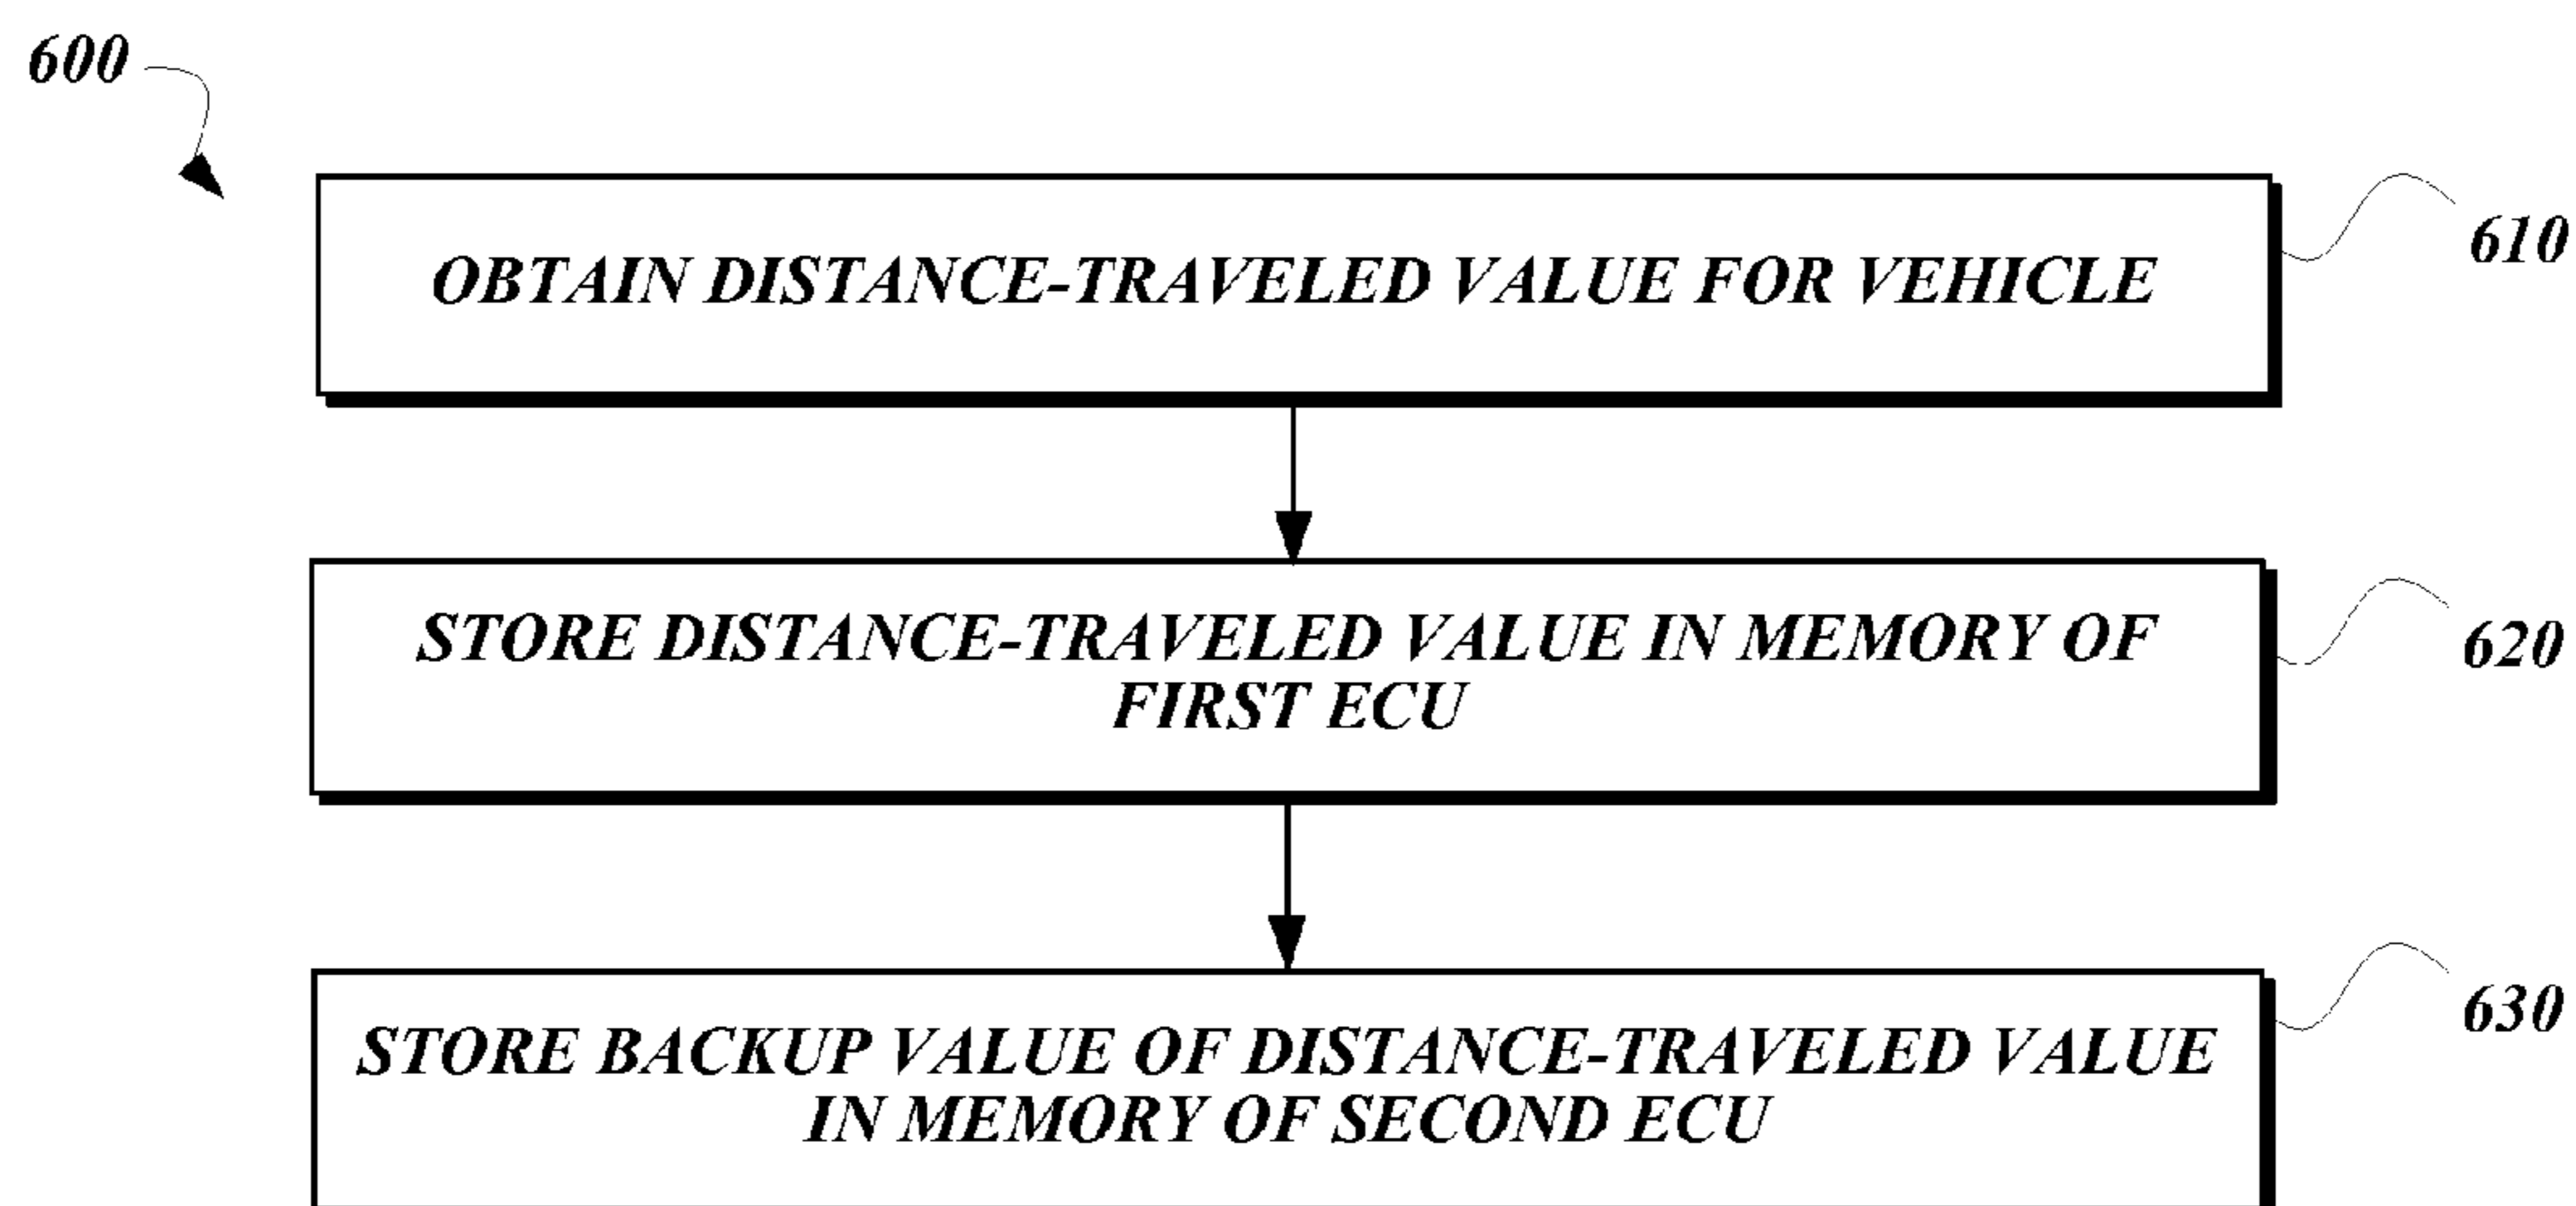 600
OBTAIN DISTANCE-TRAVELED VALUE FOR VEHICLE
610
STORE DISTANCE-TRAVELED VALUE IN MEMORY OF
FIRST ECU
620
STORE BACKUP VALUE OF DISTANCE-TRAVELED VALUE
IN MEMORY OF SECOND ECU
630